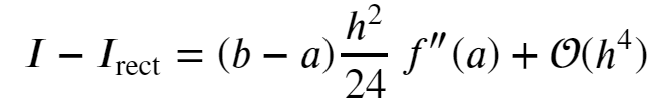 I − I_rect = (b − a) h²/24 f″(a) + 𝒪(h⁴)